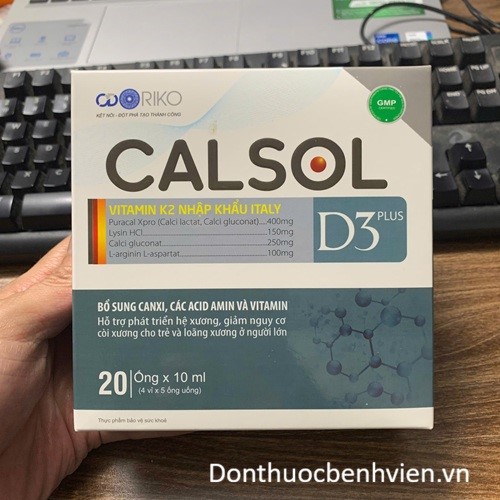 ODORIKO
KẾT NỐI - ĐỘT PHÁ TẠO THÀNH CÔNG
GMP
CALSOL
VITAMIN K2 NHẬP KHẨU ITALY
Puracal Xpro (Calci lactat, Calci gluconat)....400mg
Lysin HCl..................150mg
Calci gluconat..................250mg
L-arginin L-aspartat..................100mg
D3 PLUS
BỔ SUNG CANXI, CÁC ACID AMIN VÀ VITAMIN
Hỗ trợ phát triển hệ xương, giảm nguy cơ
còi xương cho trẻ và loãng xương ở người lớn
20 Ống x 10 ml
(4 vỉ x 5 ống uống)
Thực phẩm bảo vệ sức khoẻ
Donthuocbenhvien.vn